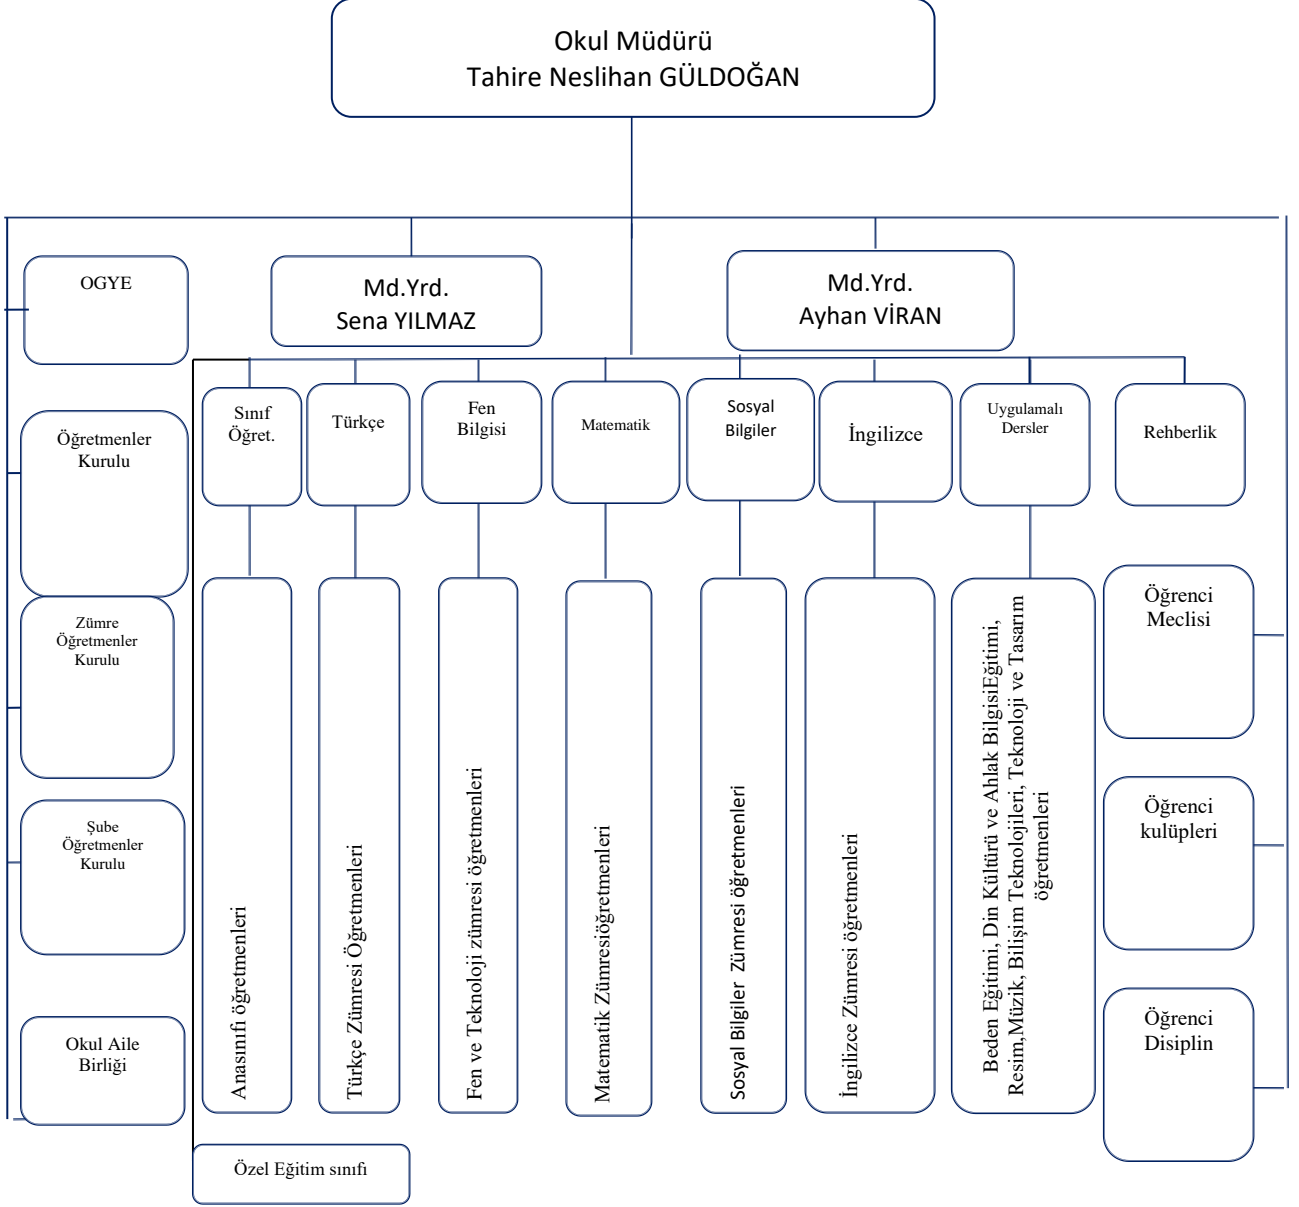 Okul Müdürü
Tahire Neslihan GÜLDOĞAN
OGYE
Md.Yrd.
Sena YILMAZ
Md.Yrd.
Ayhan VİRAN
Öğretmenler
Kurulu
Sınıf
Öğret.
Türkçe
Fen
Bilgisi
Matematik
Sosyal
Bilgiler
İngilizce
Uygulamalı
Dersler
Rehberlik
Zümre
Öğretmenler
Kurulu
Şube
Öğretmenler
Kurulu
Okul Aile
Birliği
Anasınıfı öğretmenleri
Türkçe Zümresi Öğretmenleri
Fen ve Teknoloji zümresi öğretmenleri
Matematik Zümresiöğretmenleri
Sosyal Bilgiler Zümresi öğretmenleri
İngilizce Zümresi öğretmenleri
Beden Eğitimi, Din Kültürü ve Ahlak BilgisiEğitimi,
Resim,Müzik, Bilişim Teknolojileri, Teknoloji ve Tasarım
öğretmenleri
Öğrenci
Meclisi
Öğrenci
kulüpleri
Öğrenci
Disiplin
Özel Eğitim sınıfı